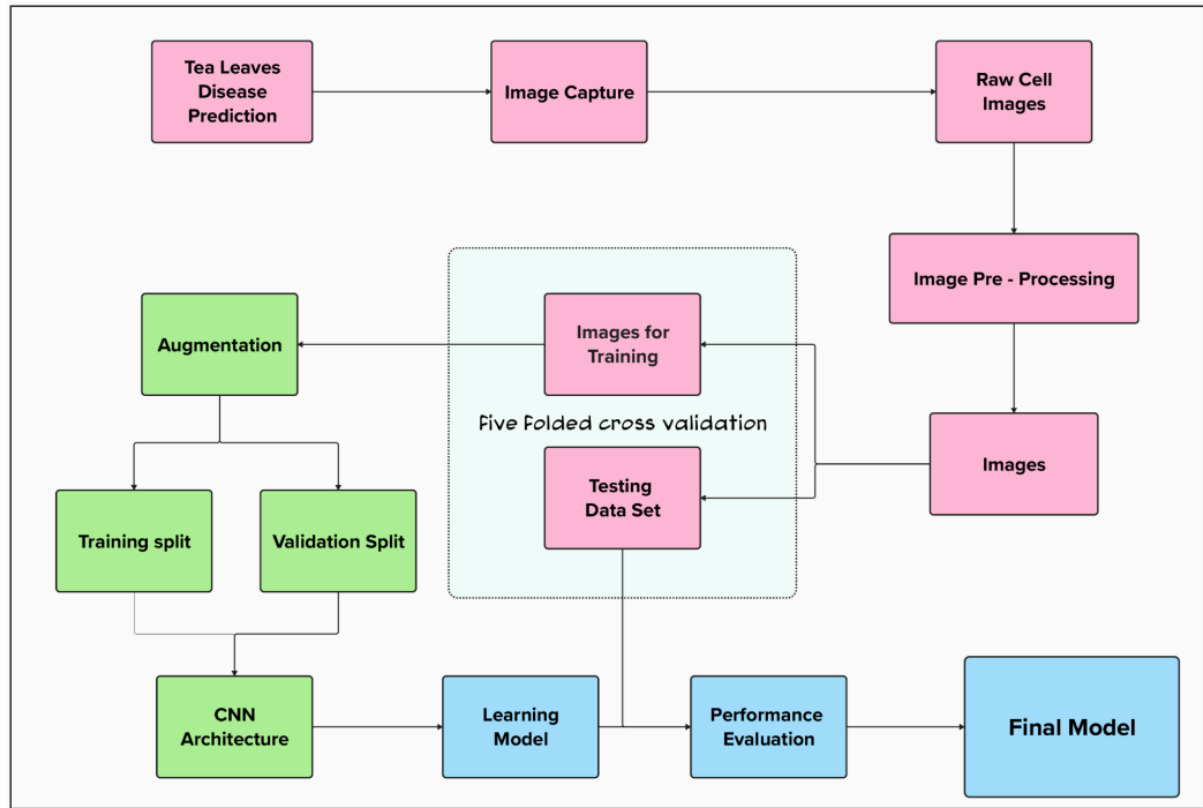 Tea Leaves
Disease
Prediction
Image Capture
Raw Cell
Images
Image Pre - Processing
Images
Images for
Training
five folded cross validation
Testing
Data Set
Augmentation
Training split
Validation Split
CNN
Architecture
Learning
Model
Performance
Evaluation
Final Model